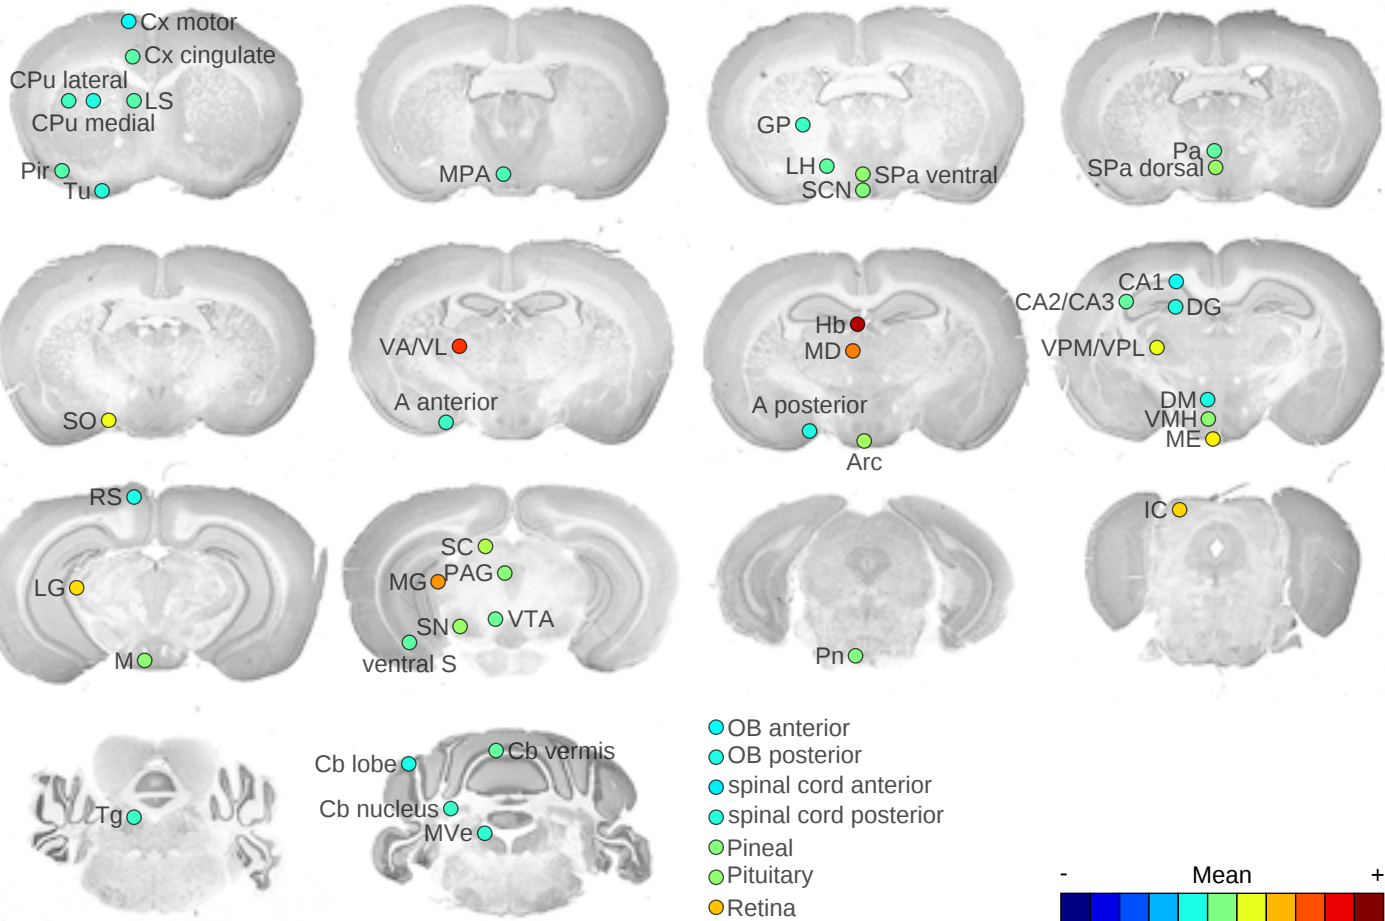 Cx motor
Cx cingulate
CPu lateral
LS
CPu medial
Pir
Tu
MPA
GP
LH
SPa ventral
SCN
Pa
SPa dorsal
SO
VA/VL
A anterior
Hb
MD
A posterior
Arc
CA1
CA2/CA3
DG
VPM/VPL
DM
VMH
ME
RS
LG
M
SC
MG
PAG
SN
VTA
ventral S
Pn
IC
Tg
Cb vermis
Cb lobe
Cb nucleus
MVe
OB anterior
OB posterior
spinal cord anterior
spinal cord posterior
Pineal
Pituitary
Retina
- Mean +